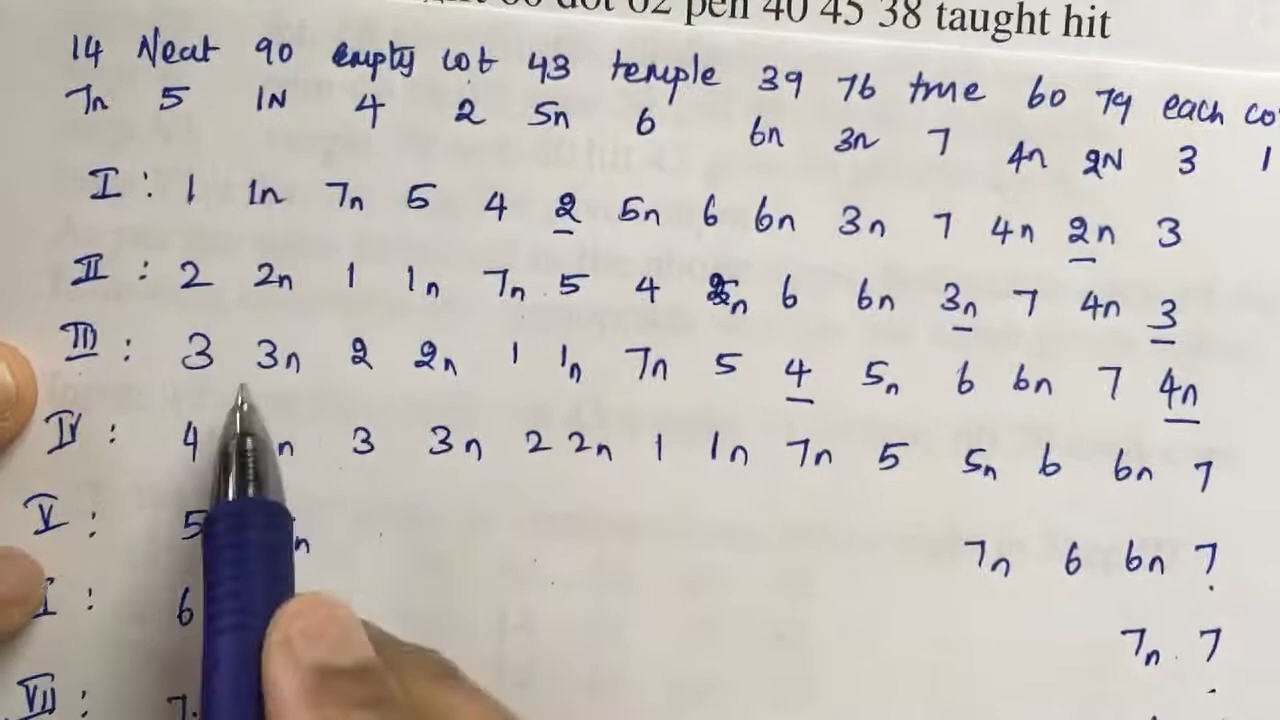 dot 62 pen 40 45 38 taught hit
14 Neat 90 empty cot 43 temple 39 76 true 60 79 each co
7n 5 1N 4 2 5n 6 6n 3n 7 4n 2N 3 1
I : 1 1n 7n 5 4 2 5n 6 6n 3n 7 4n 2n 3
II : 2 2n 1 1n 7n 5 4 5n 6 6n 3n 7 4n 3
III : 3 3n 2 2n 1 1n 7n 5 4 5n 6 6n 7 4n
IV : 4 n 3 3n 2 2n 1 1n 7n 5 5n 6 6n 7
V : 5 n 7n 6 6n 7
I : 6 7n 7
VII : 7